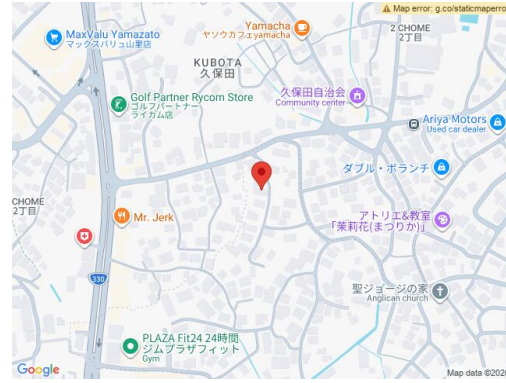 Map error: g.co/staticmaperro
Yamacha
ヤソウカフェyamacha
2 CHOME
2丁目
MaxValu Yamazato
マックスバリュ山里店
KUBOTA
久保田
久保田自治会
Community center
Golf Partner Rycom Store
ゴルフパートナー
ライカム店
Ariya Motors
Used car dealer
ダブル・ボランチ
CHOME
2丁目
Mr. Jerk
アトリエ&教室
「茉莉花(まつりか)」
330
聖ジョージの家
Anglican church
PLAZA Fit24 24時間
ジムプラザフィット
Gym
Google
Map data ©202